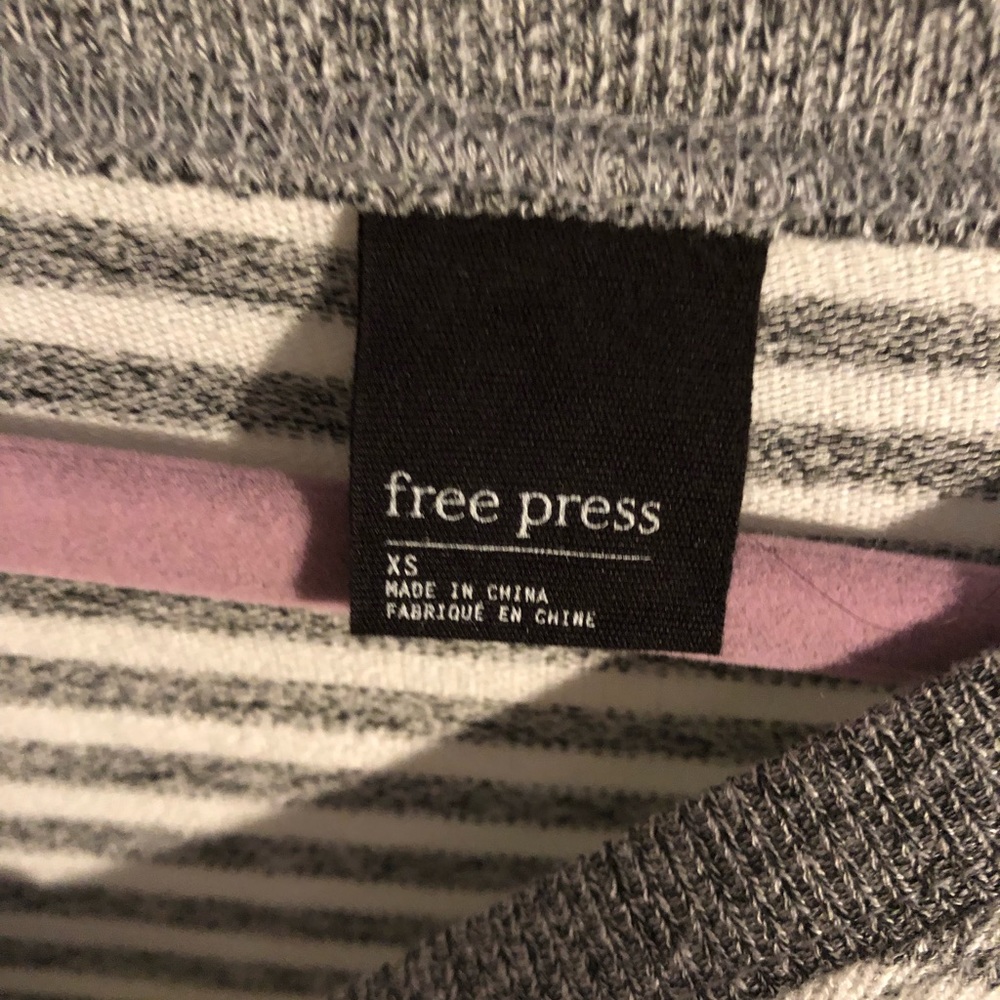 free press
XS
MADE IN CHINA
FABRIQUÉ EN CHINE